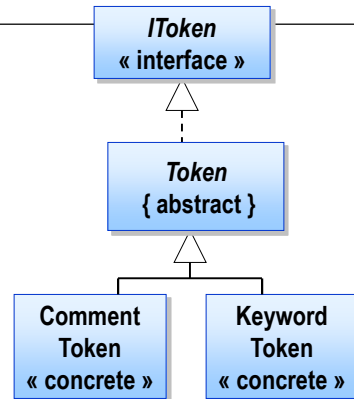 IToken
« interface »
Token
{ abstract }
Comment
Token
« concrete »
Keyword
Token
« concrete »